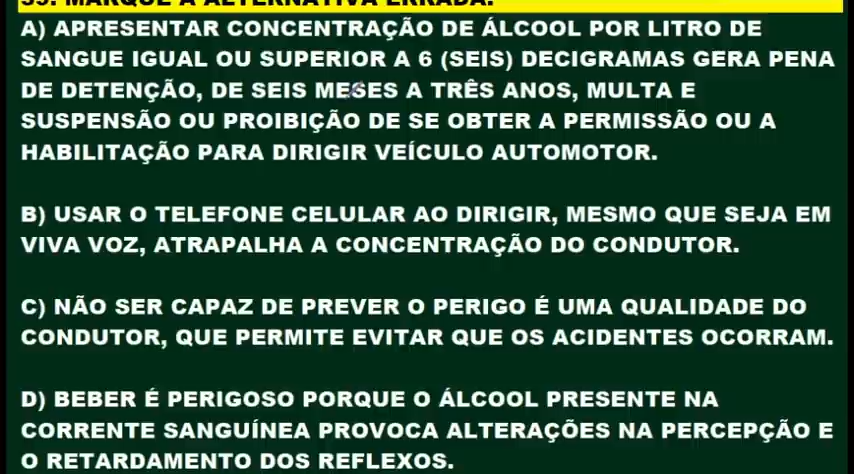 39. MARQUE A ALTERNATIVA ERRADA.
A) APRESENTAR CONCENTRAÇÃO DE ÁLCOOL POR LITRO DE
SANGUE IGUAL OU SUPERIOR A 6 (SEIS) DECIGRAMAS GERA PENA
DE DETENÇÃO, DE SEIS MESES A TRÊS ANOS, MULTA E
SUSPENSÃO OU PROIBIÇÃO DE SE OBTER A PERMISSÃO OU A
HABILITAÇÃO PARA DIRIGIR VEÍCULO AUTOMOTOR.
B) USAR O TELEFONE CELULAR AO DIRIGIR, MESMO QUE SEJA EM
VIVA VOZ, ATRAPALHA A CONCENTRAÇÃO DO CONDUTOR.
C) NÃO SER CAPAZ DE PREVER O PERIGO É UMA QUALIDADE DO
CONDUTOR, QUE PERMITE EVITAR QUE OS ACIDENTES OCORRAM.
D) BEBER É PERIGOSO PORQUE O ÁLCOOL PRESENTE NA
CORRENTE SANGUÍNEA PROVOCA ALTERAÇÕES NA PERCEPÇÃO E
O RETARDAMENTO DOS REFLEXOS.